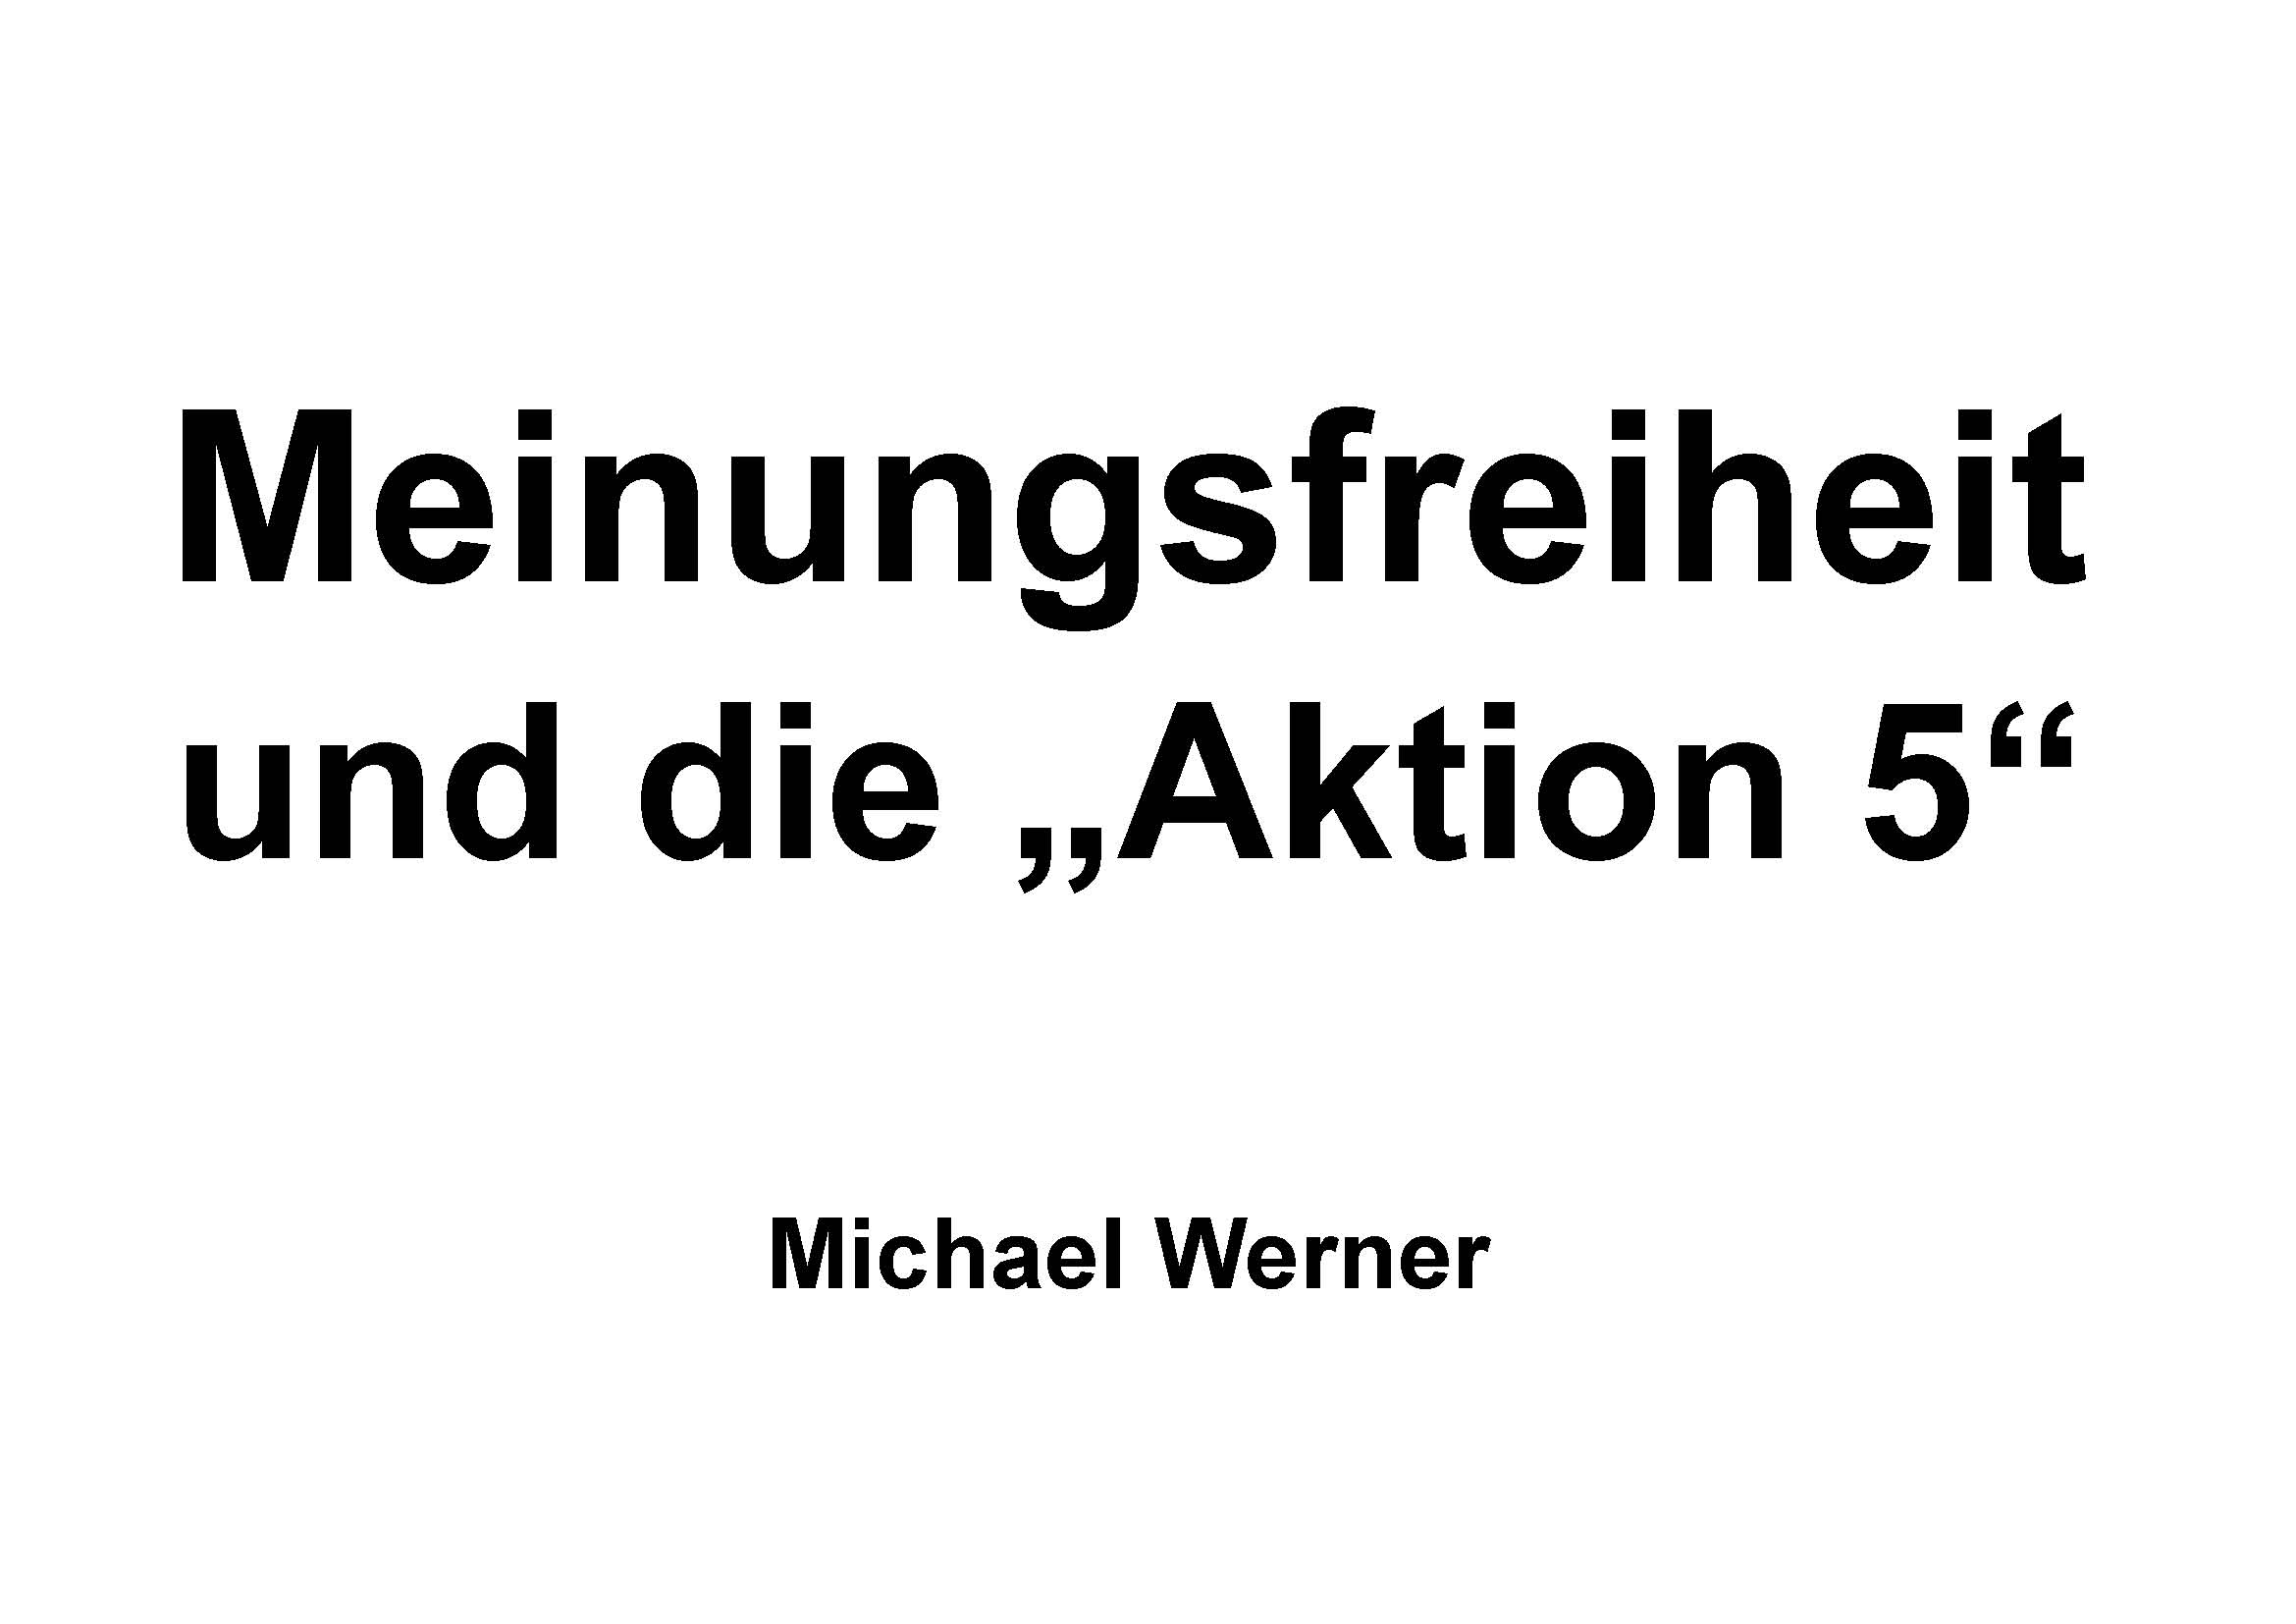 Meinungsfreiheit
und die „Aktion 5“
Michael Werner